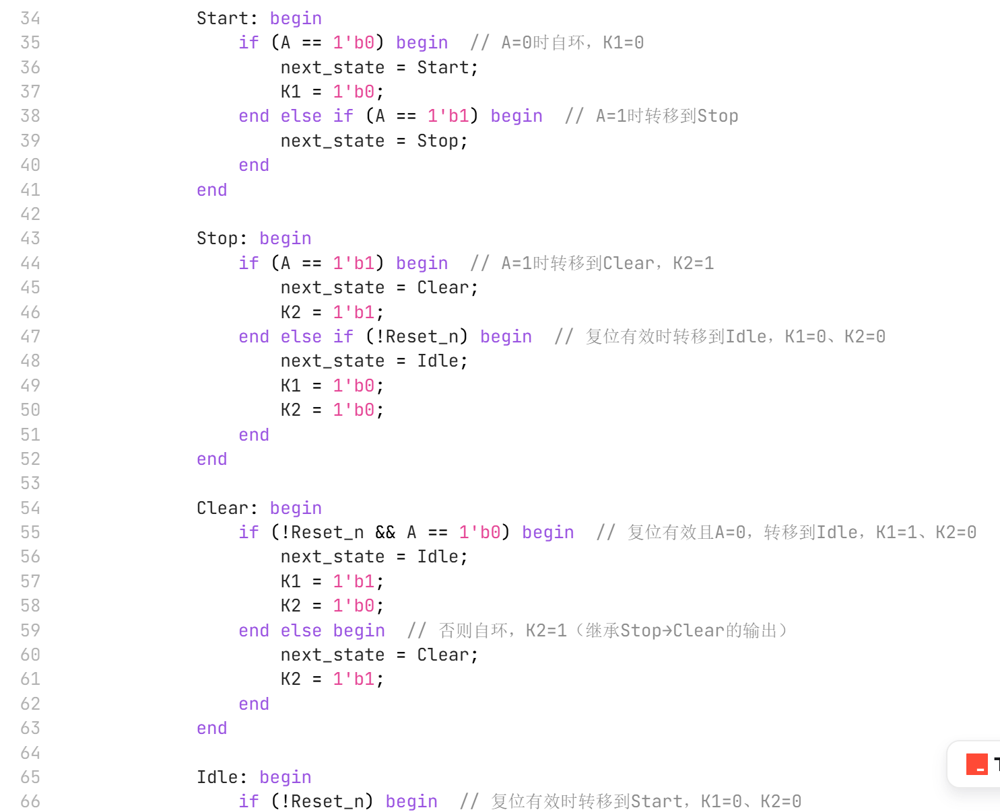 34 Start: begin
35 if (A == 1'b0) begin // A=0时自环，K1=0
36 next_state = Start;
37 K1 = 1'b0;
38 end else if (A == 1'b1) begin // A=1时转移到Stop
39 next_state = Stop;
40 end
41 end
42
43 Stop: begin
44 if (A == 1'b1) begin // A=1时转移到Clear，K2=1
45 next_state = Clear;
46 K2 = 1'b1;
47 end else if (!Reset_n) begin // 复位有效时转移到Idle，K1=0、K2=0
48 next_state = Idle;
49 K1 = 1'b0;
50 K2 = 1'b0;
51 end
52 end
53
54 Clear: begin
55 if (!Reset_n && A == 1'b0) begin // 复位有效且A=0，转移到Idle，K1=1、K2=0
56 next_state = Idle;
57 K1 = 1'b1;
58 K2 = 1'b0;
59 end else begin // 否则自环，K2=1（继承Stop→Clear的输出）
60 next_state = Clear;
61 K2 = 1'b1;
62 end
63 end
64
65 Idle: begin
66 if (!Reset_n) begin // 复位有效时转移到Start，K1=0、K2=0